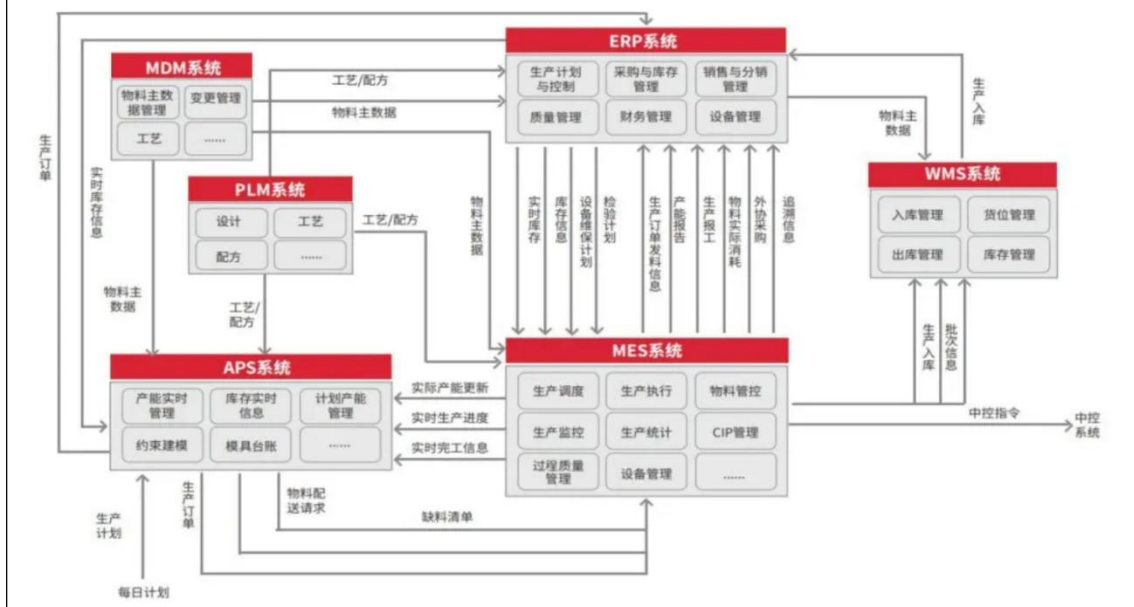 ERP系统
生产计划
与控制
采购与库存
管理
销售与分销
管理
质量管理
财务管理
设备管理
MDM系统
物料主数
据管理
变更管理
工艺
......
工艺/配方
物料主数据
生产订单
实时库存信息
PLM系统
设计
工艺
配方
......
工艺/配方
物料主数据
实时库存
库存信息
设备维保计划
检验计划
生产订单发料信息
产能报告
生产报工
物料实际消耗
外协采购
追溯信息
物料主
数据
生产入库
WMS系统
入库管理
货位管理
出库管理
库存管理
物料主
数据
工艺/
配方
生产入库
批次信息
APS系统
产能实时
管理
库存实时
信息
计划产能
管理
约束建模
模具台账
......
实际产能更新
实时生产进度
实时完工信息
MES系统
生产调度
生产执行
物料管控
生产监控
生产统计
CIP管理
过程质量
管理
设备管理
......
中控指令
中控
系统
生产
计划
每日计划
生产订单
物料配
送请求
缺料清单